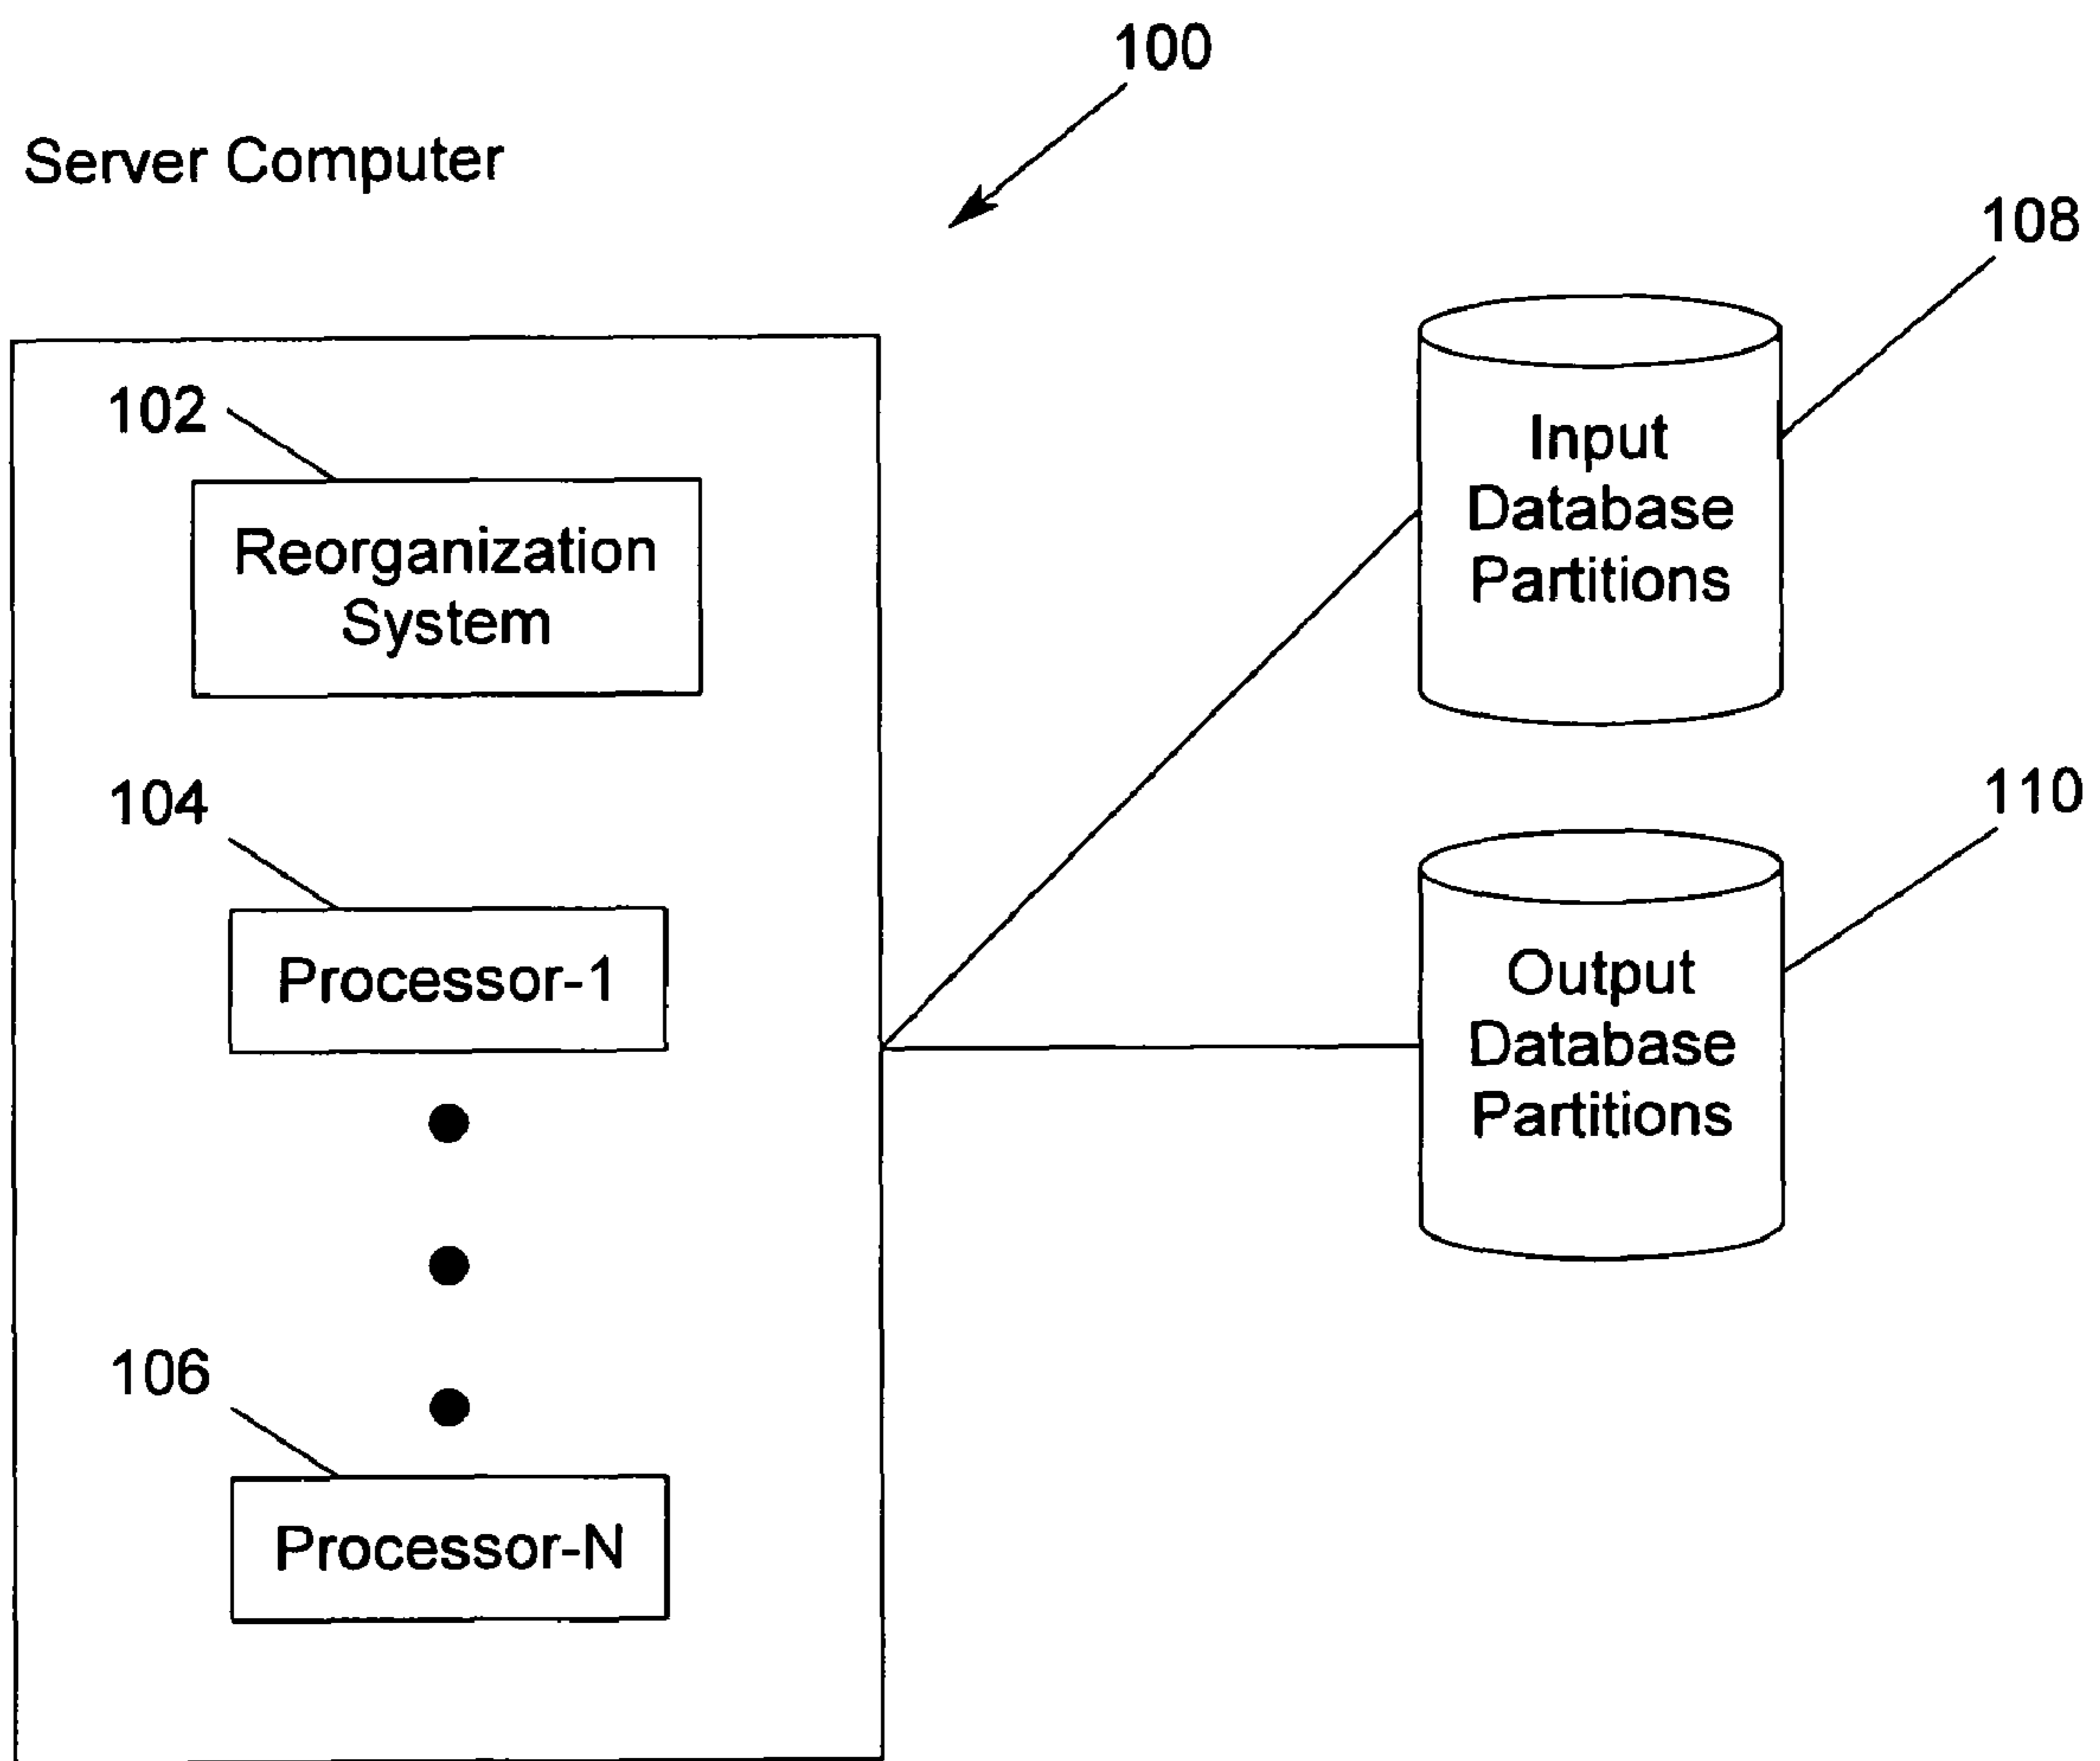 100
Server Computer
108
102
Input
Database
Partitions
Reorganization
System
104
110
Processor-1
Output
Database
Partitions
106
Processor-N